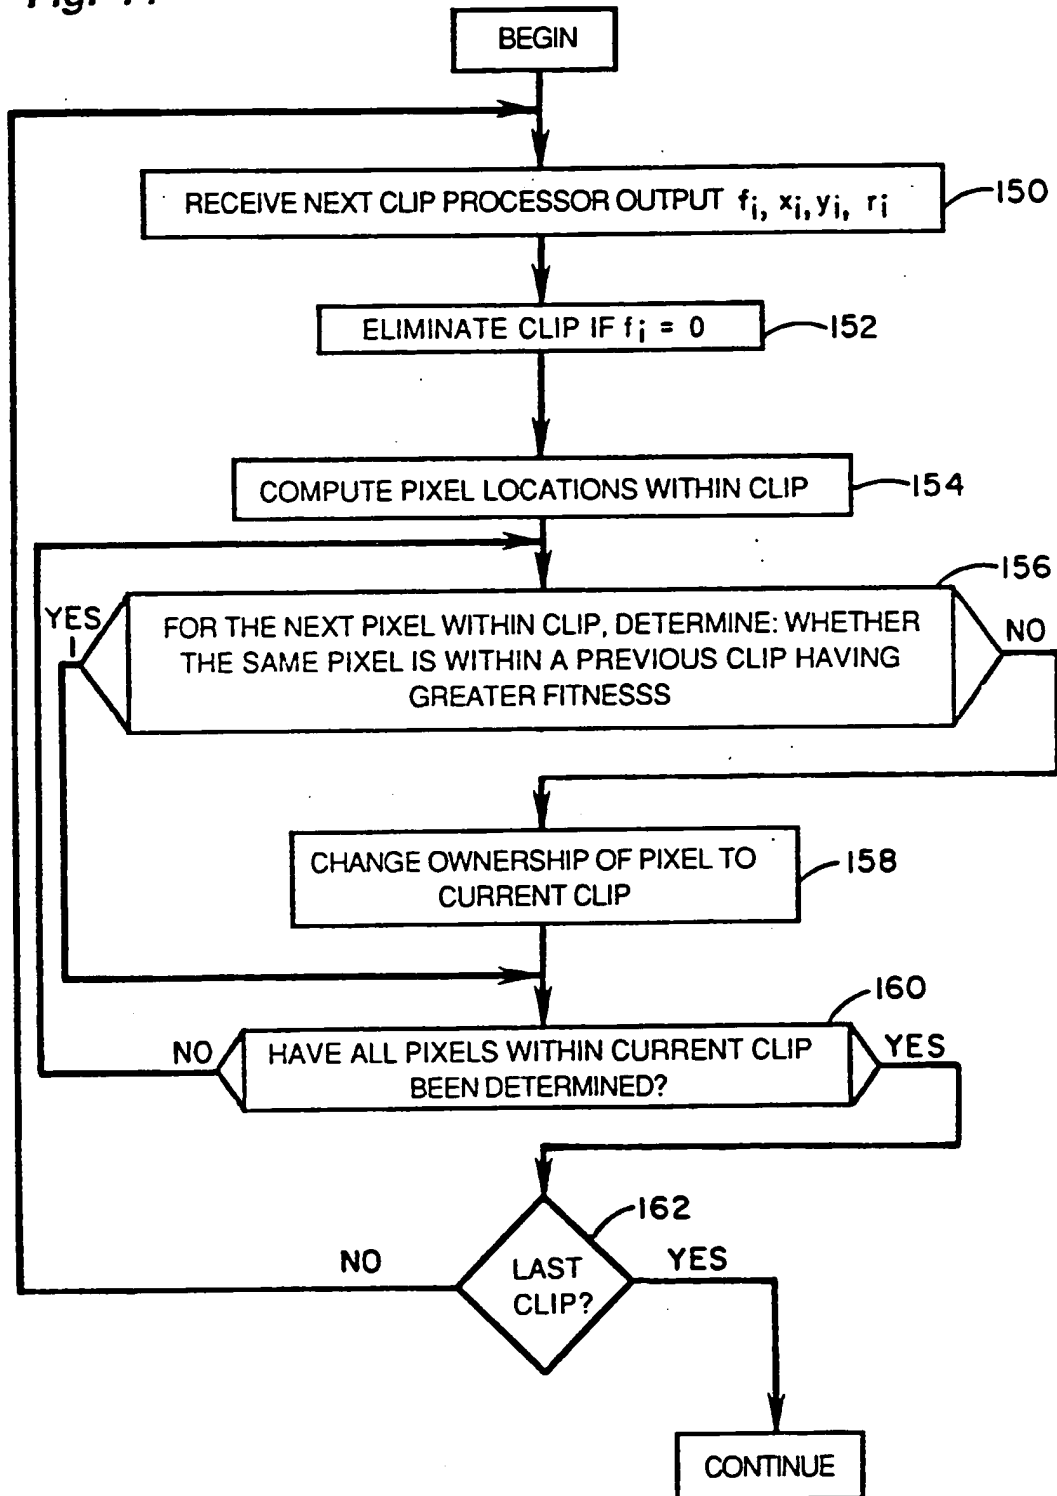 BEGIN
RECEIVE NEXT CLIP PROCESSOR OUTPUT fi, xi, yi, ri
150
ELIMINATE CLIP IF fi = 0
152
COMPUTE PIXEL LOCATIONS WITHIN CLIP
154
156
YES
NO
FOR THE NEXT PIXEL WITHIN CLIP, DETERMINE: WHETHER
THE SAME PIXEL IS WITHIN A PREVIOUS CLIP HAVING
GREATER FITNESSS
CHANGE OWNERSHIP OF PIXEL TO
CURRENT CLIP
158
160
NO
HAVE ALL PIXELS WITHIN CURRENT CLIP
BEEN DETERMINED?
YES
162
NO
LAST
CLIP?
YES
CONTINUE